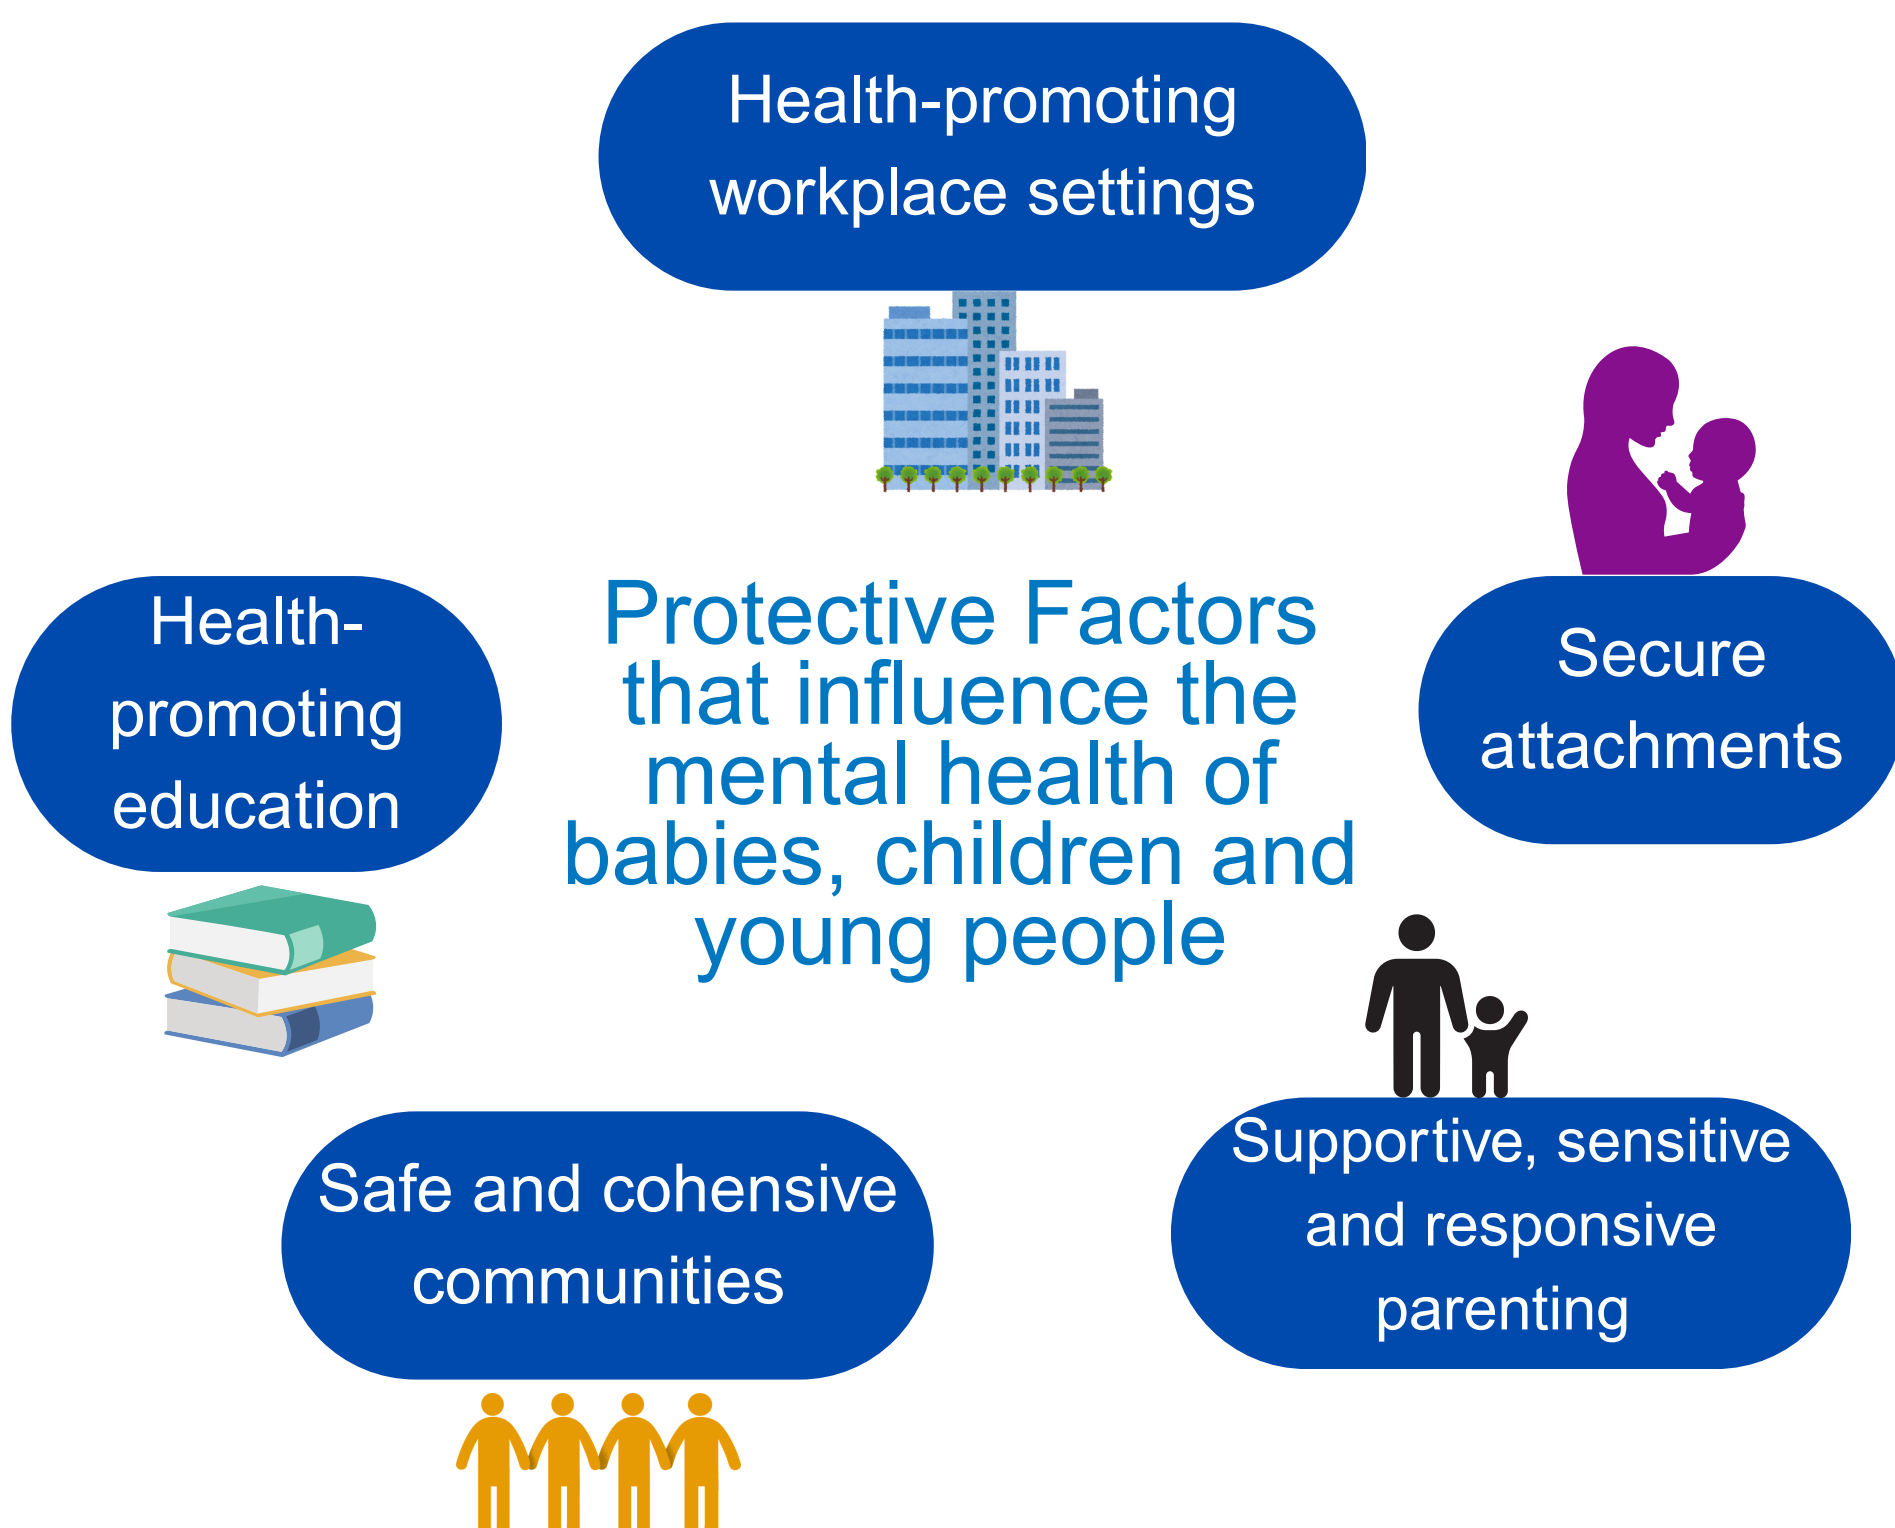 Health-promoting
workplace settings
Secure
attachments
Health-
promoting
education
Protective Factors
that influence the
mental health of
babies, children and
young people
Supportive, sensitive
and responsive
parenting
Safe and cohensive
communities